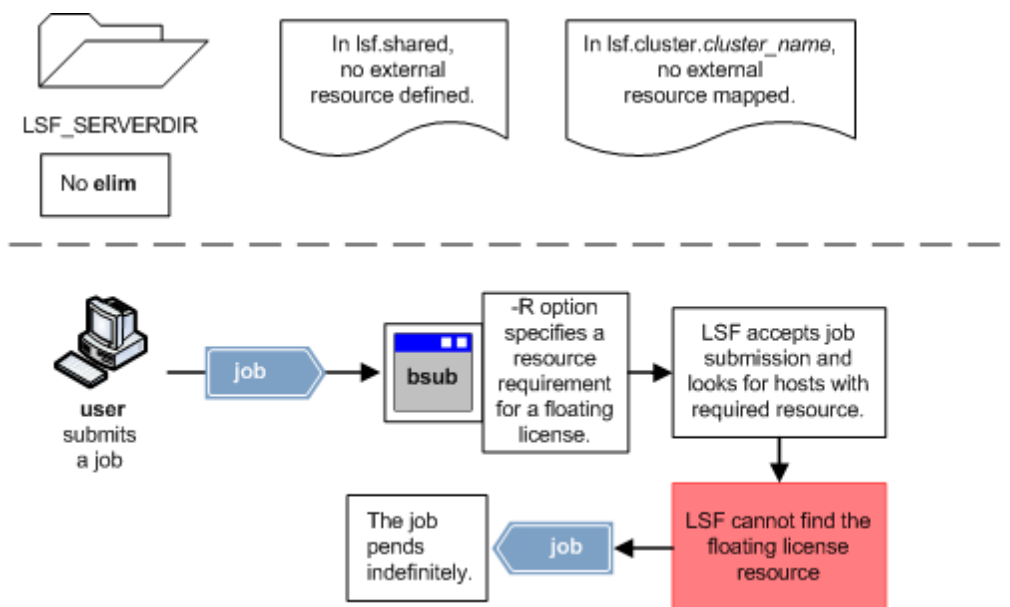 In lsf.shared,
no external
resource defined.
In lsf.cluster.cluster_name,
no external
resource mapped.
LSF_SERVERDIR
No elim
user
submits
a job
job
bsub
-R option
specifies a
resource
requirement
for a floating
license.
LSF accepts job
submission and
looks for hosts with
required resource.
LSF cannot find the
floating license
resource
job
The job
pends
indefinitely.